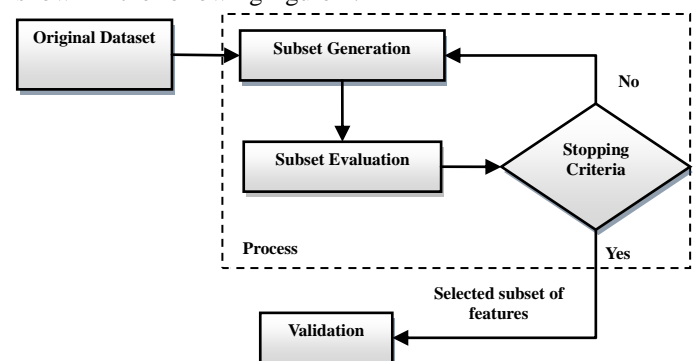 Original Dataset
Subset Generation
No
Stopping
Criteria
Subset Evaluation
Process
Yes
Selected subset of
features
Validation